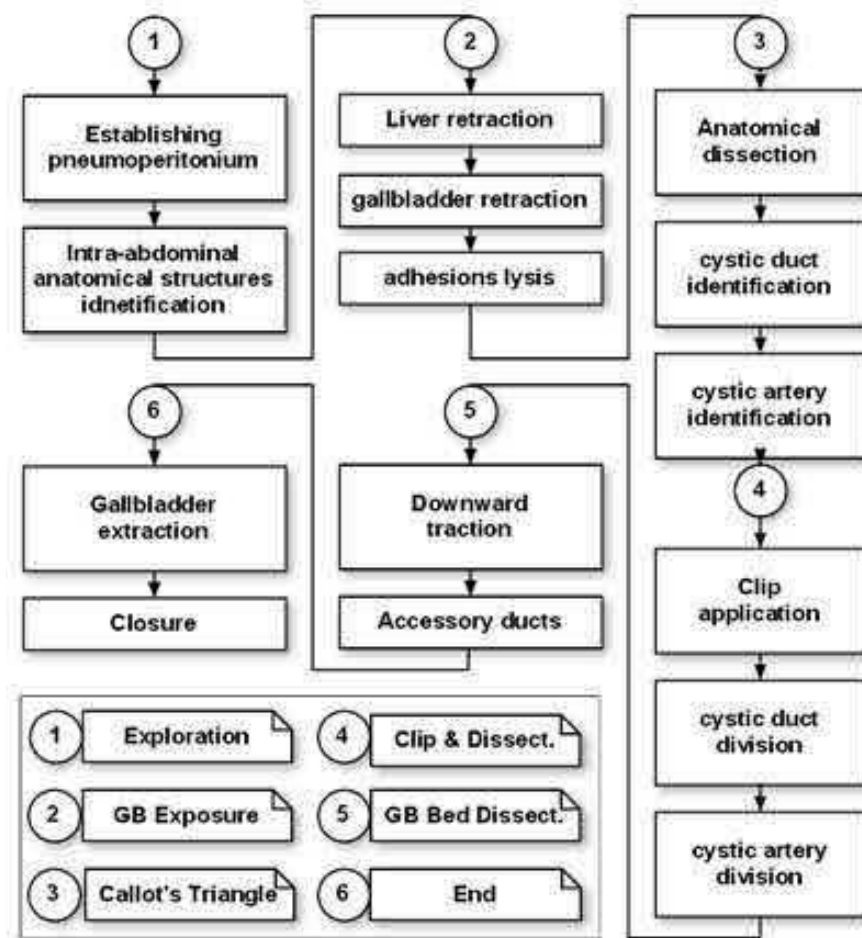 1
Establishing
pneumoperitonium
Intra-abdominal
anatomical structures
idnetification
2
Liver retraction
gallbladder retraction
adhesions lysis
3
Anatomical
dissection
cystic duct
identification
cystic artery
identification
4
Clip
application
cystic duct
division
cystic artery
division
5
Downward
traction
Accessory ducts
6
Gallbladder
extraction
Closure
1 Exploration
2 GB Exposure
3 Callot's Triangle
4 Clip & Dissect.
5 GB Bed Dissect.
6 End